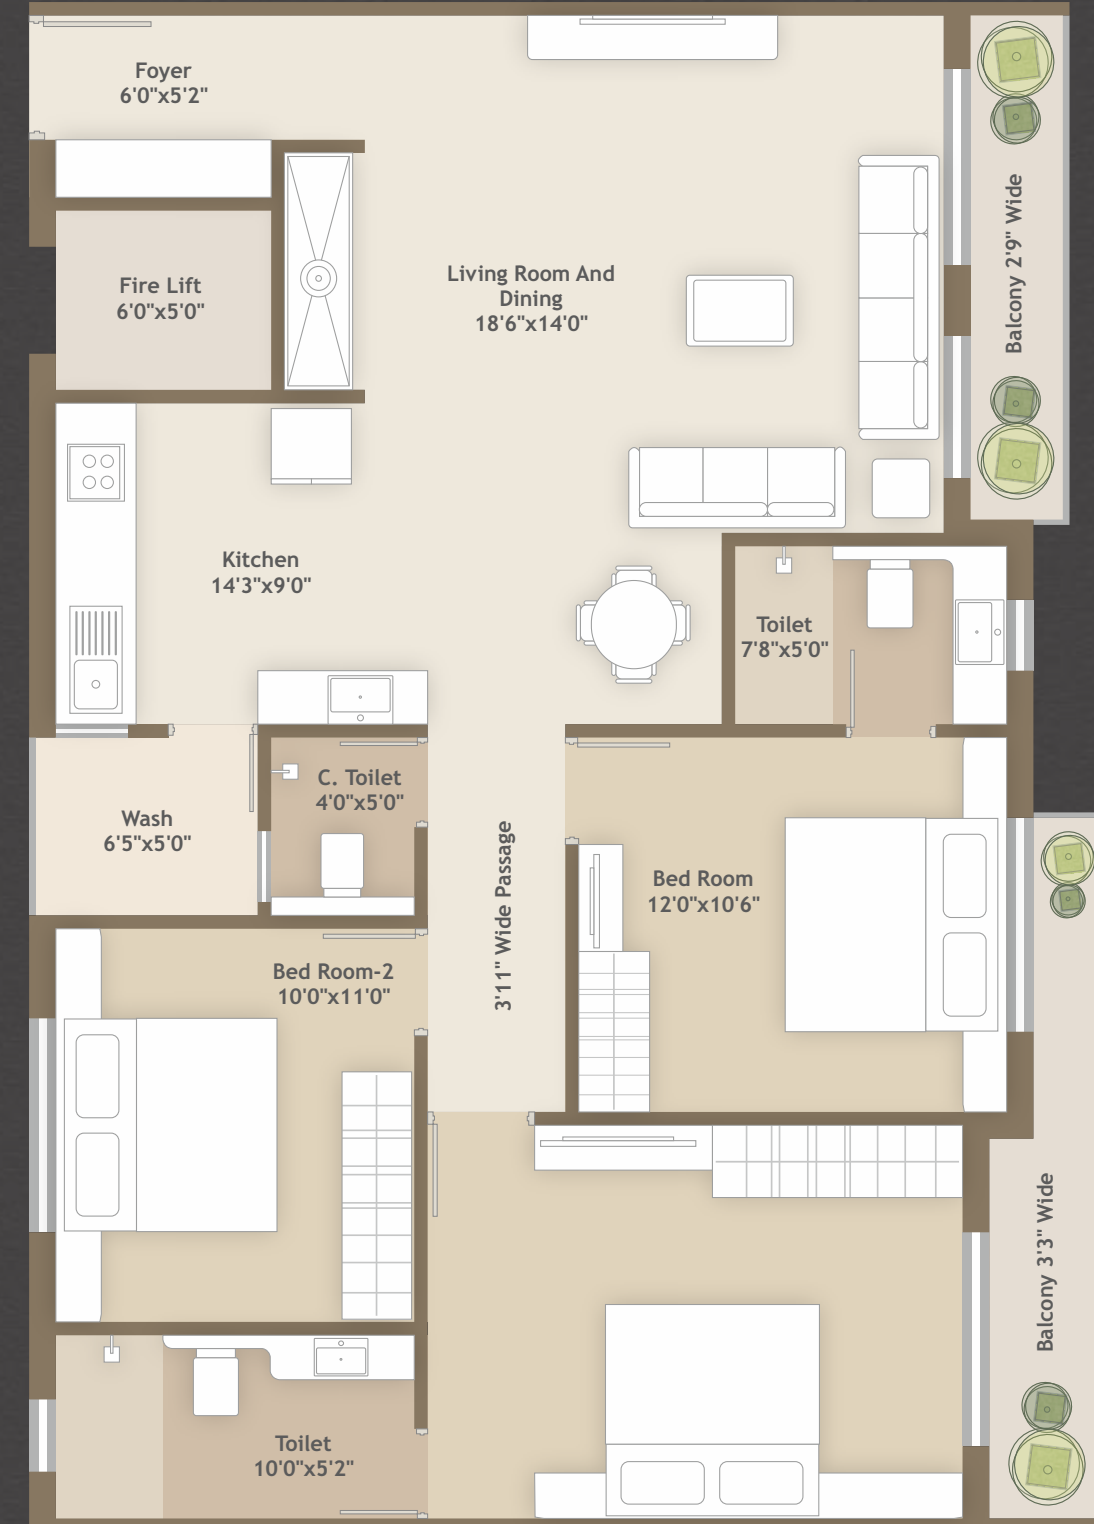 Foyer
6'0"x5'2"
Fire Lift
6'0"x5'0"
Living Room And
Dining
18'6"x14'0"
Balcony 2'9" Wide
Kitchen
14'3"x9'0"
Toilet
7'8"x5'0"
C. Toilet
4'0"x5'0"
Wash
6'5"x5'0"
3'11" Wide Passage
Bed Room
12'0"x10'6"
Bed Room-2
10'0"x11'0"
Balcony 3'3" Wide
Toilet
10'0"x5'2"